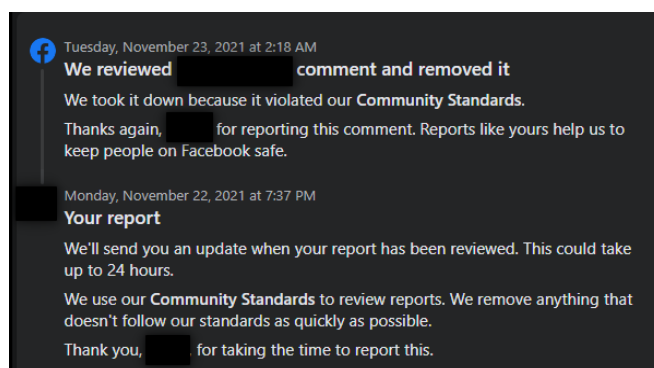 Tuesday, November 23, 2021 at 2:18 AM
We reviewed comment and removed it
We took it down because it violated our Community Standards.
Thanks again, for reporting this comment. Reports like yours help us to
keep people on Facebook safe.
Monday, November 22, 2021 at 7:37 PM
Your report
We'll send you an update when your report has been reviewed. This could take
up to 24 hours.
We use our Community Standards to review reports. We remove anything that
doesn't follow our standards as quickly as possible.
Thank you, for taking the time to report this.